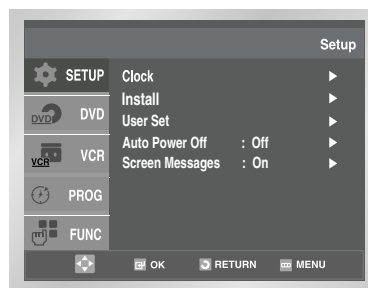 Setup
SETUP
Clock
Install
DVD DVD
User Set
Auto Power Off : Off
VCR VCR
Screen Messages : On
PROG
FUNC
OK RETURN MENU